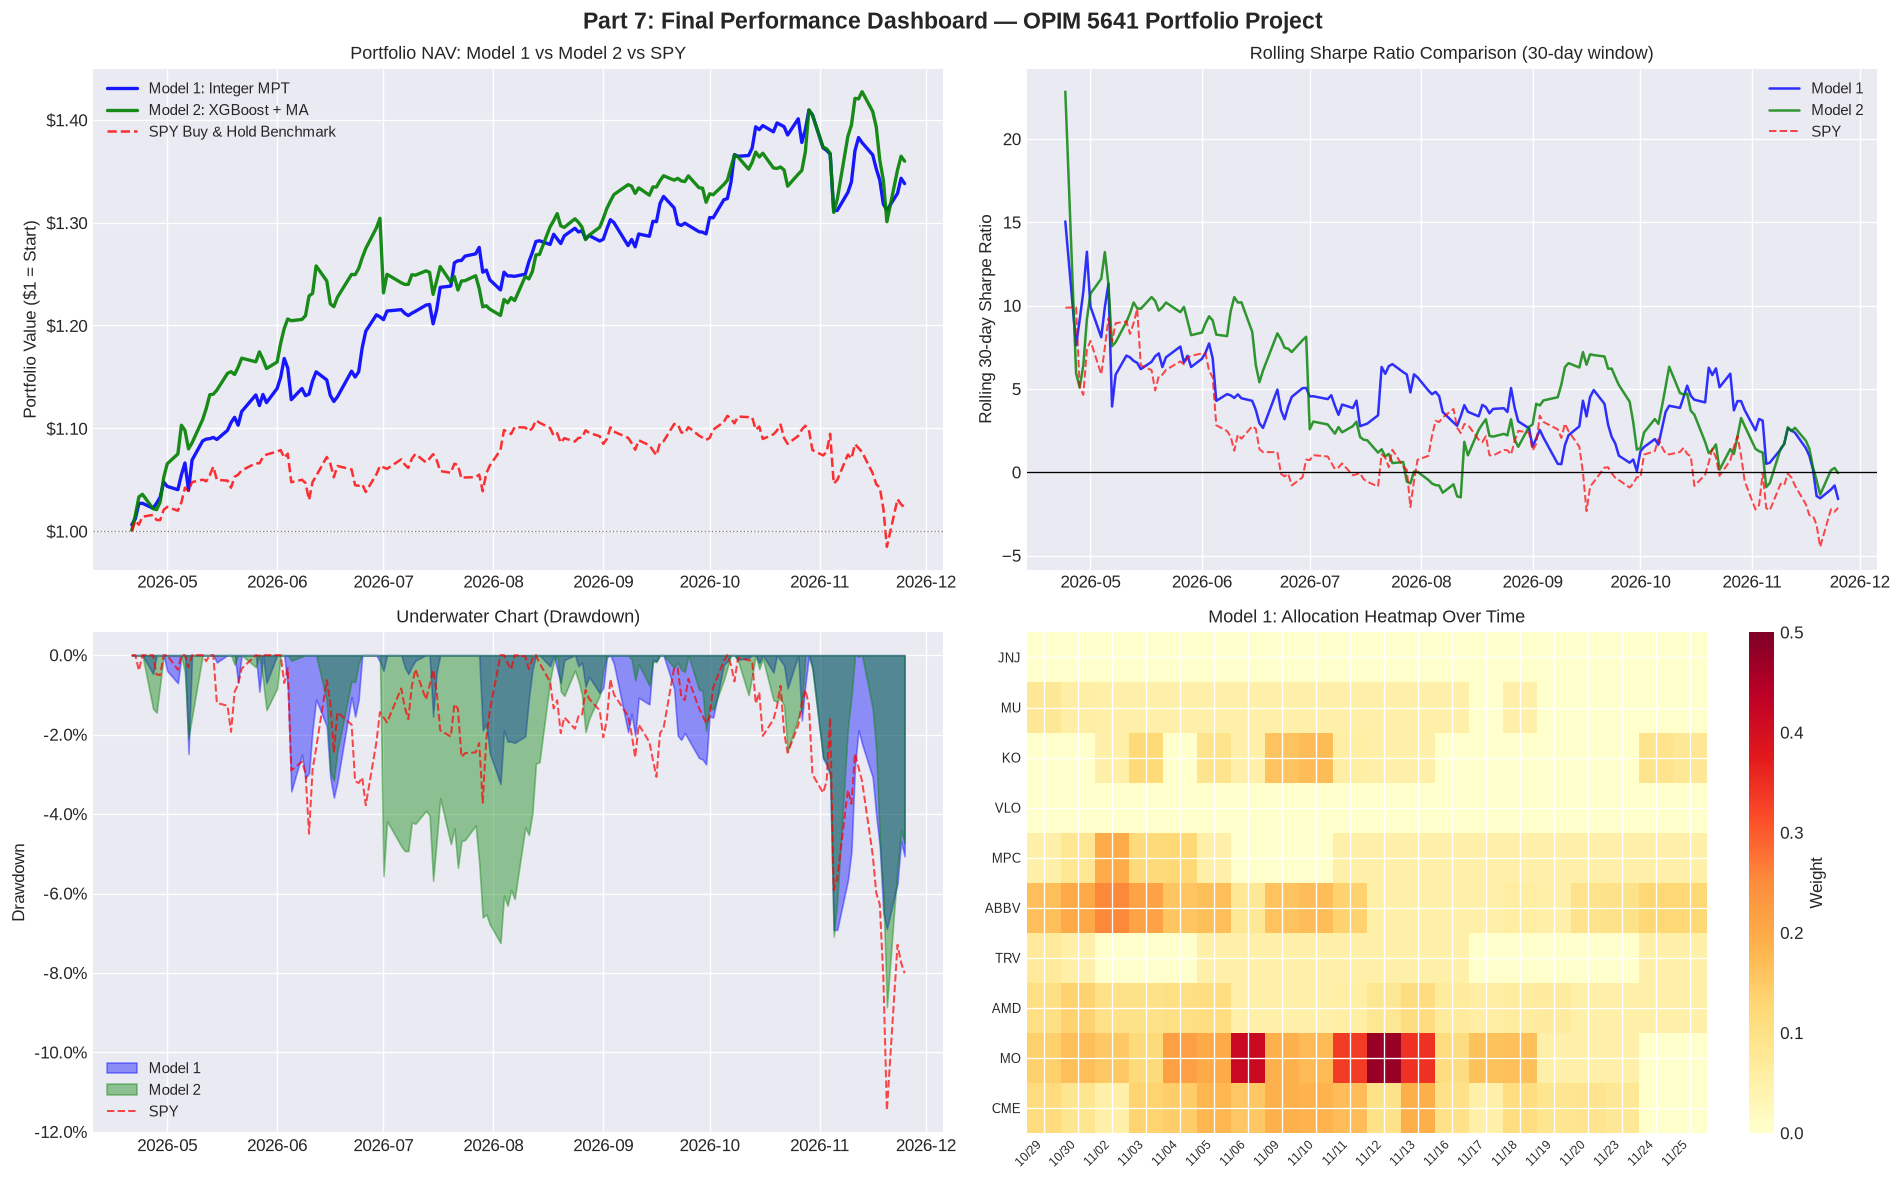 Part 7: Final Performance Dashboard — OPIM 5641 Portfolio Project
Portfolio NAV: Model 1 vs Model 2 vs SPY
Portfolio Value ($1 = Start)
$1.40
$1.30
$1.20
$1.10
$1.00
Model 1: Integer MPT
Model 2: XGBoost + MA
SPY Buy & Hold Benchmark
2026-05 2026-06 2026-07 2026-08 2026-09 2026-10 2026-11 2026-12
Rolling Sharpe Ratio Comparison (30-day window)
Rolling 30-day Sharpe Ratio
20
15
10
5
0
−5
Model 1
Model 2
SPY
2026-05 2026-06 2026-07 2026-08 2026-09 2026-10 2026-11 2026-12
Underwater Chart (Drawdown)
Drawdown
0.0%
-2.0%
-4.0%
-6.0%
-8.0%
-10.0%
-12.0%
Model 1
Model 2
SPY
2026-05 2026-06 2026-07 2026-08 2026-09 2026-10 2026-11 2026-12
Model 1: Allocation Heatmap Over Time
JNJ
MU
KO
VLO
MPC
ABBV
TRV
AMD
MO
CME
10/29 10/30 11/02 11/03 11/04 11/05 11/06 11/09 11/10 11/11 11/12 11/13 11/16 11/17 11/18 11/19 11/20 11/23 11/24 11/25
0.5
0.4
0.3
0.2
0.1
0.0
Weight